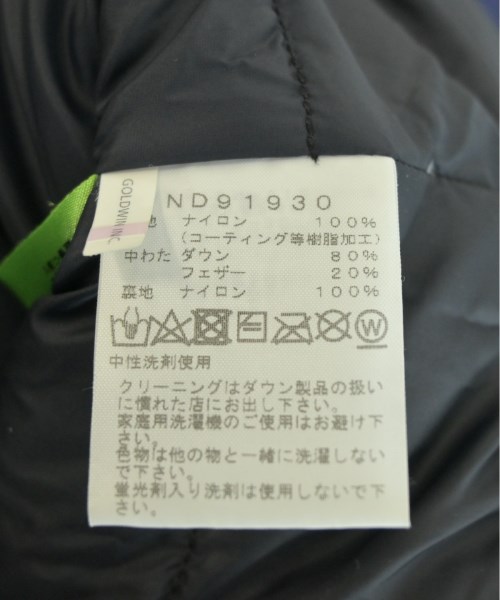 GOLDWIN INC
ND91930
地 ナイロン 100%
(コーティング等樹脂加工)
中わた ダウン 80%
フェザー 20%
裏地 ナイロン 100%
W
中性洗剤使用
クリーニングはダウン製品の扱い
に慣れた店にお出し下さい。
家庭用洗濯機のご使用はお避け下
さい。
色物は他の物と一緒に洗濯しない
で下さい。
蛍光剤入り洗剤は使用しないで下
さい。